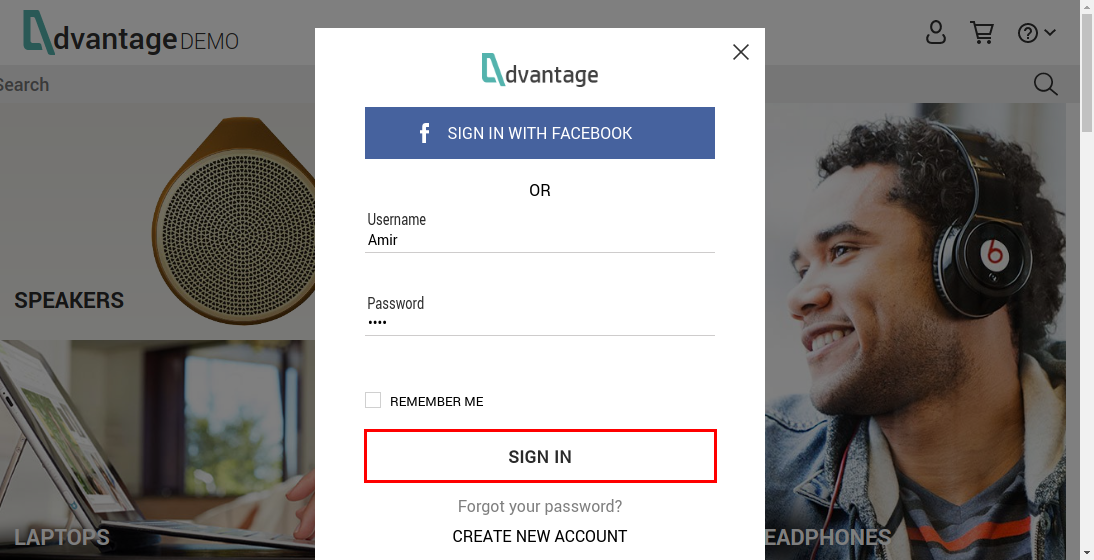 dvantage DEMO
Search
dvantage
f SIGN IN WITH FACEBOOK
OR
Username
Amir
Password
••••
REMEMBER ME
SIGN IN
Forgot your password?
CREATE NEW ACCOUNT
SPEAKERS
LAPTOPS
EADPHONES
b